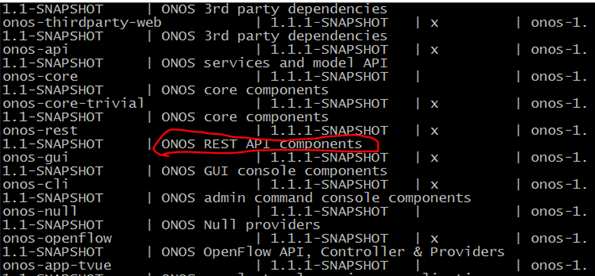 1.1-SNAPSHOT | ONOS 3rd party dependencies
onos-thirdparty-web | 1.1.1-SNAPSHOT | x | onos-1.
1.1-SNAPSHOT | ONOS 3rd party dependencies
onos-api | 1.1.1-SNAPSHOT | x | onos-1.
1.1-SNAPSHOT | ONOS services and model API
onos-core | 1.1.1-SNAPSHOT | | onos-1.
1.1-SNAPSHOT | ONOS core components
onos-core-trivial | 1.1.1-SNAPSHOT | x | onos-1.
1.1-SNAPSHOT | ONOS core components
onos-rest | 1.1.1-SNAPSHOT | x | onos-1.
1.1-SNAPSHOT | ONOS REST API components
onos-gui | 1.1.1-SNAPSHOT | x | onos-1.
1.1-SNAPSHOT | ONOS GUI console components
onos-cli | 1.1.1-SNAPSHOT | x | onos-1.
1.1-SNAPSHOT | ONOS admin command console components
onos-null | 1.1.1-SNAPSHOT | | onos-1.
1.1-SNAPSHOT | ONOS Null providers
onos-openflow | 1.1.1-SNAPSHOT | x | onos-1.
1.1-SNAPSHOT | ONOS OpenFlow API, Controller & Providers
onos-app-tvue | 1.1.1-SNAPSHOT | | onos-1.